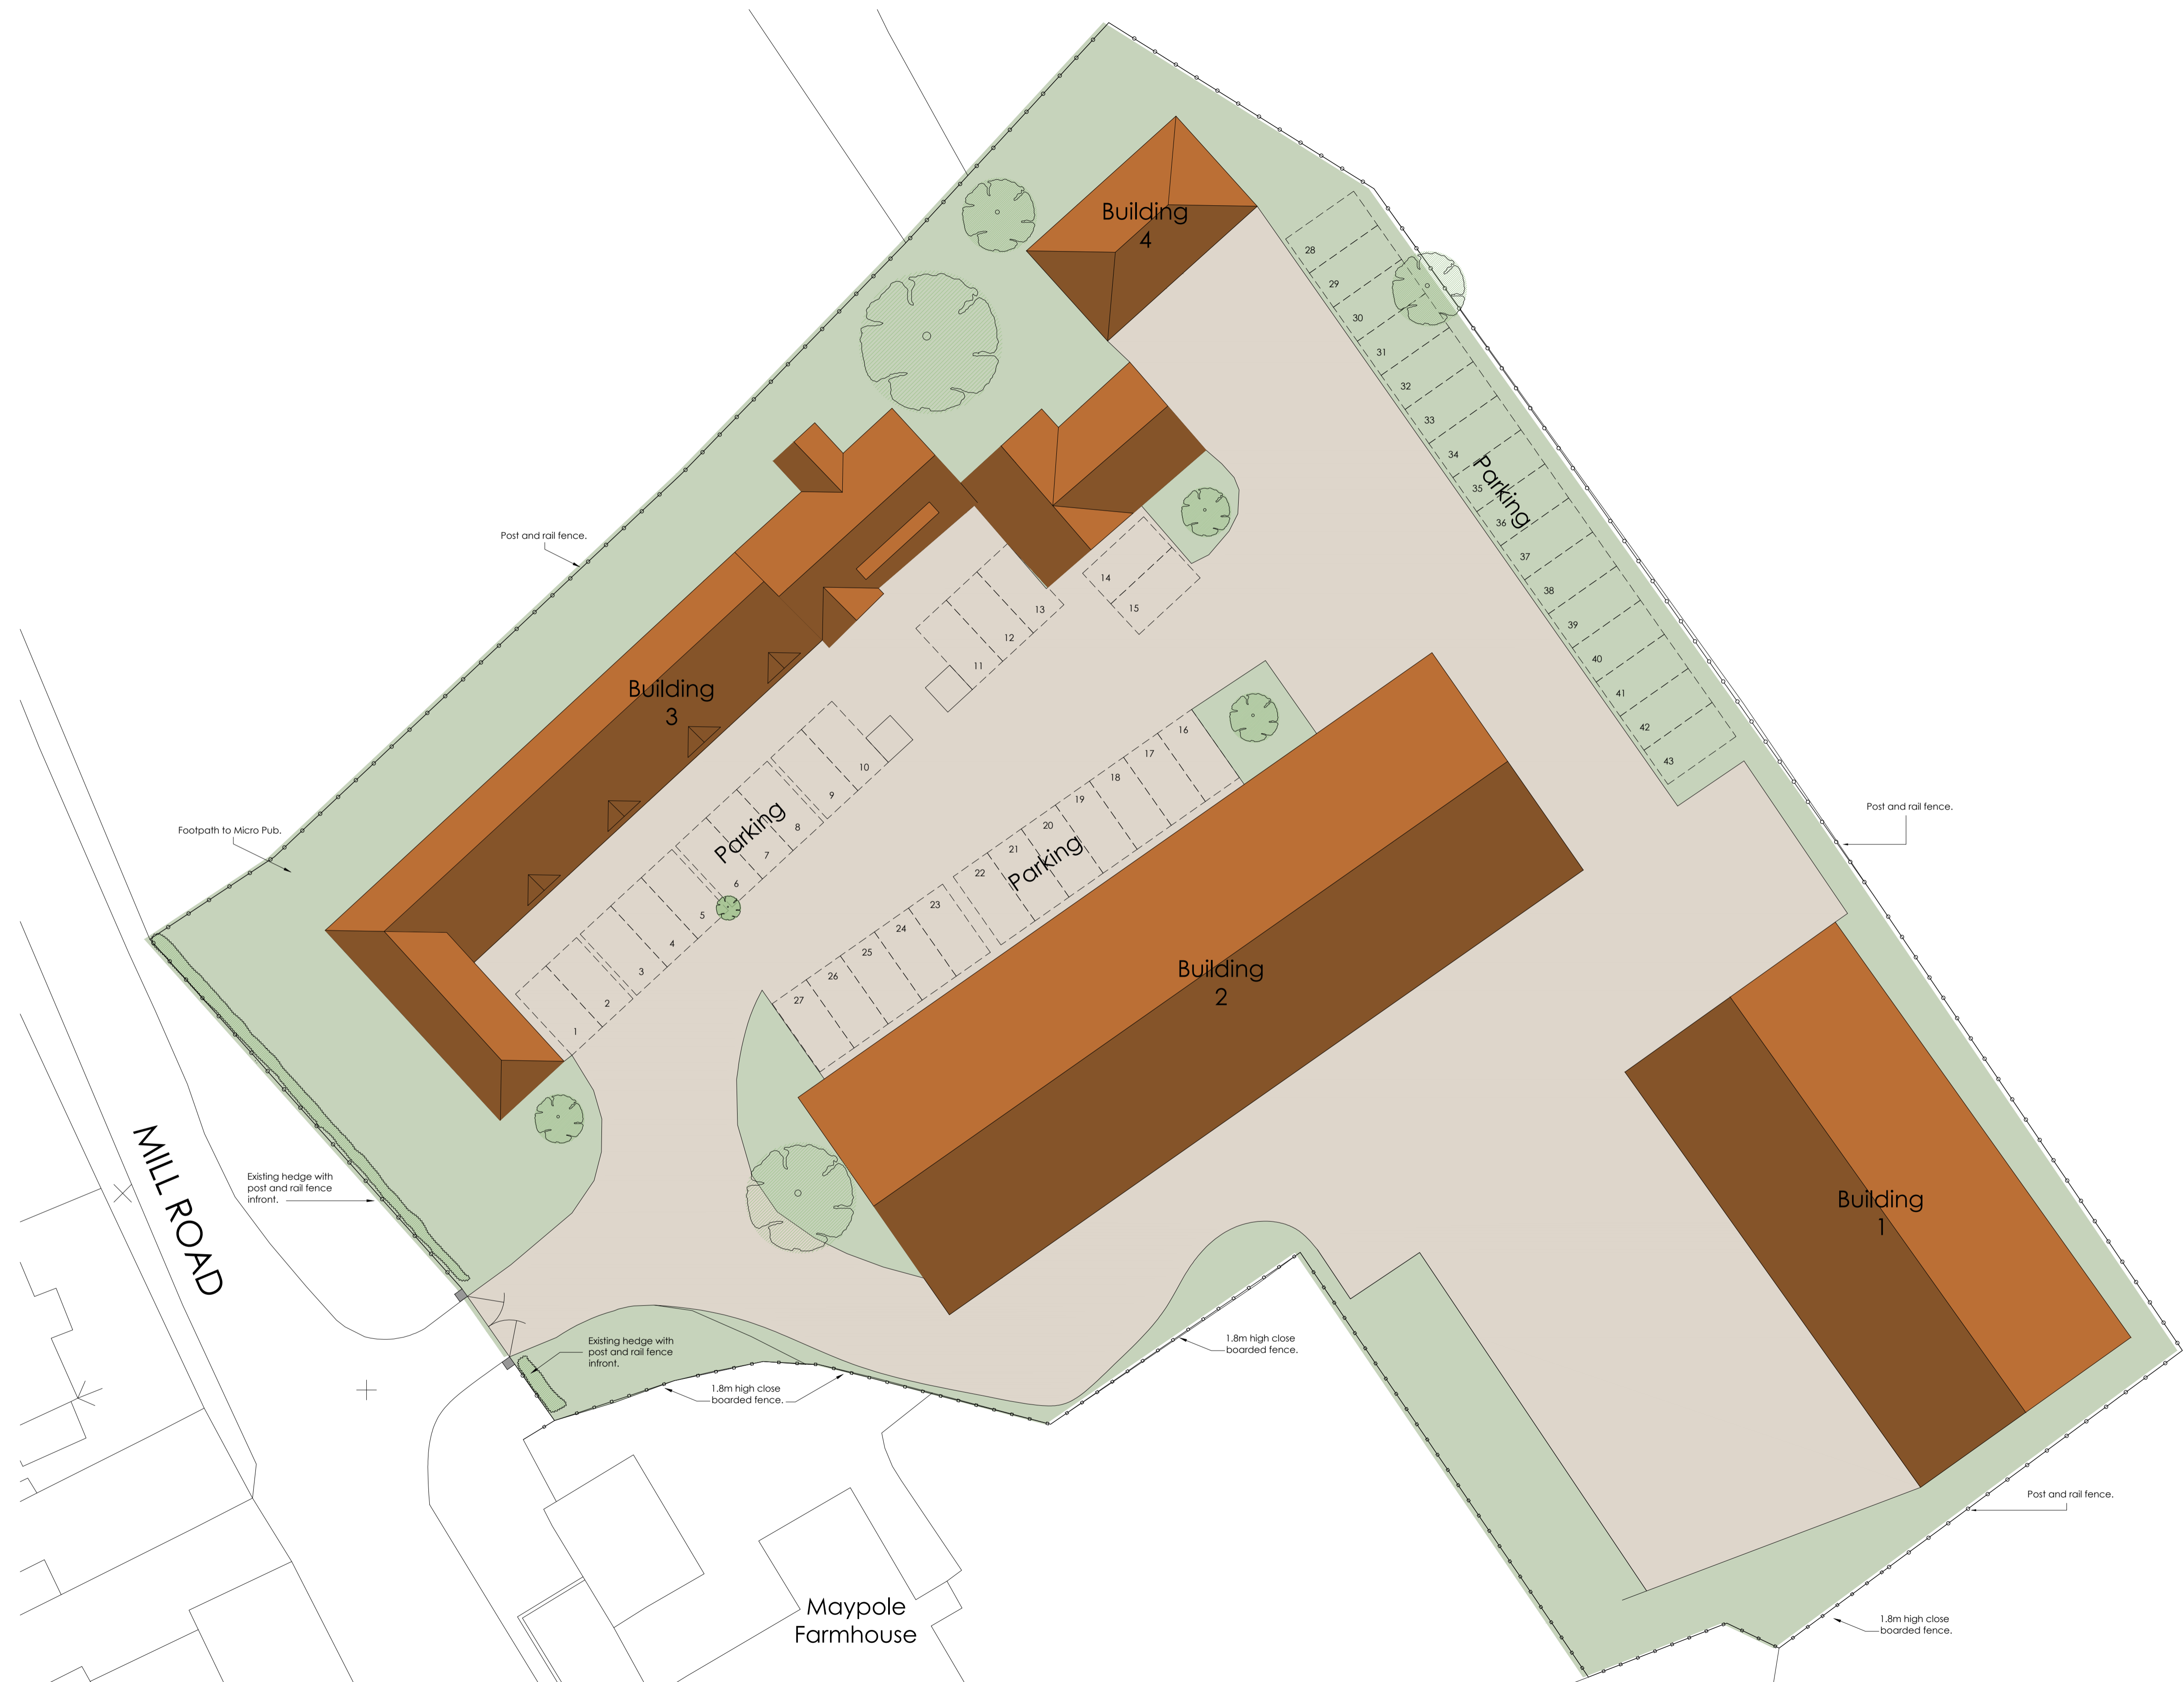 Building
4
28
29
30
31
32
33
34
35
36
37
38
39
40
41
42
43
Parking
Post and rail fence.
14
15
13
12
11
Building
3
10
9
8
7
6
5
4
3
2
1
Parking
16
17
18
19
20
21
22
23
24
25
26
27
Parking
Footpath to Micro Pub.
Post and rail fence.
Building
2
MILL ROAD
Existing hedge with
post and rail fence
infront.
Building
1
Existing hedge with
post and rail fence
infront.
1.8m high close
boarded fence.
1.8m high close
boarded fence.
Post and rail fence.
Maypole
Farmhouse
1.8m high close
boarded fence.